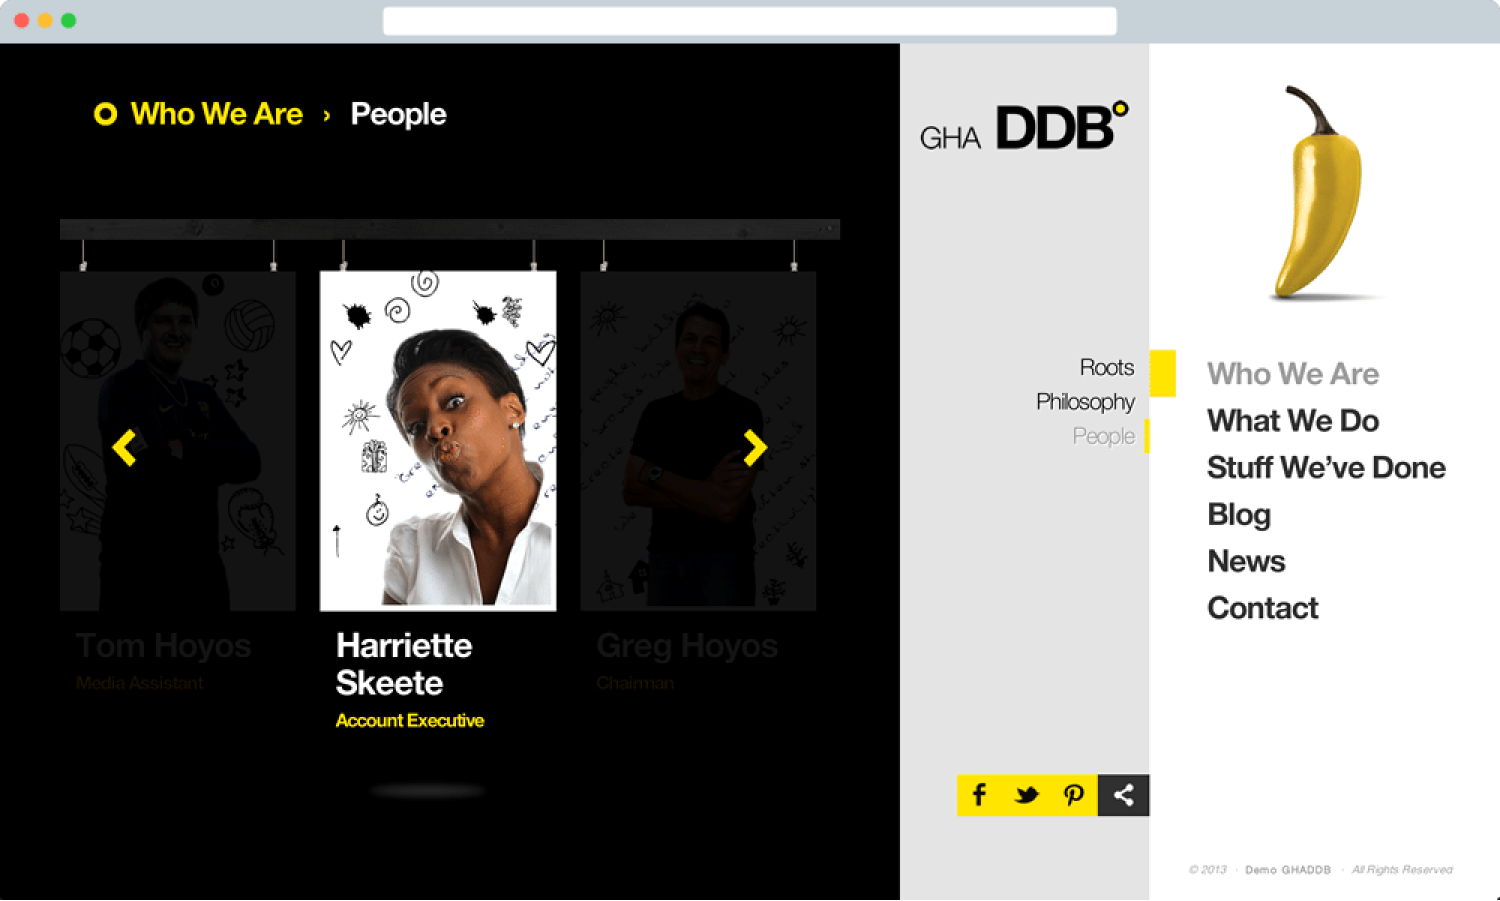 Who We Are › People
Tom Hoyos
Media Assistant
Harriette
Skeete
Account Executive
Greg Hoyos
Chairman
GHA DDB
Roots
Philosophy
People
Who We Are
What We Do
Stuff We’ve Done
Blog
News
Contact
© 2013 · Demo GHADDB · All Rights Reserved